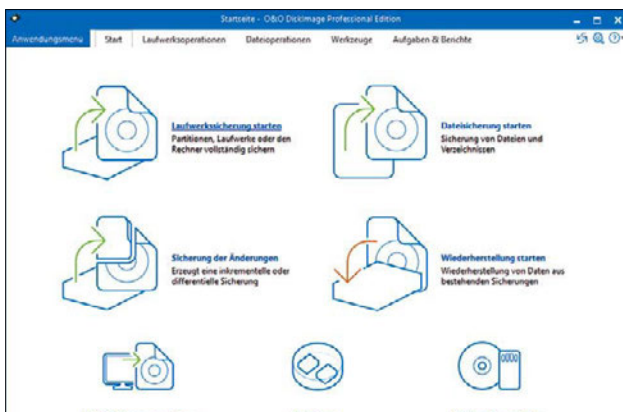 Startseite - O&O DiskImage Professional Edition
Anwendungsmenü Start Laufwerksoperationen Dateioperationen Werkzeuge Aufgaben & Berichte
Laufwerkssicherung starten
Partitionen, Laufwerke oder den
Rechner vollständig sichern
Dateisicherung starten
Sicherung von Dateien und
Verzeichnissen
Sicherung der Änderungen
Erzeugt eine inkrementelle oder
differentielle Sicherung
Wiederherstellung starten
Wiederherstellung von Daten aus
bestehenden Sicherungen